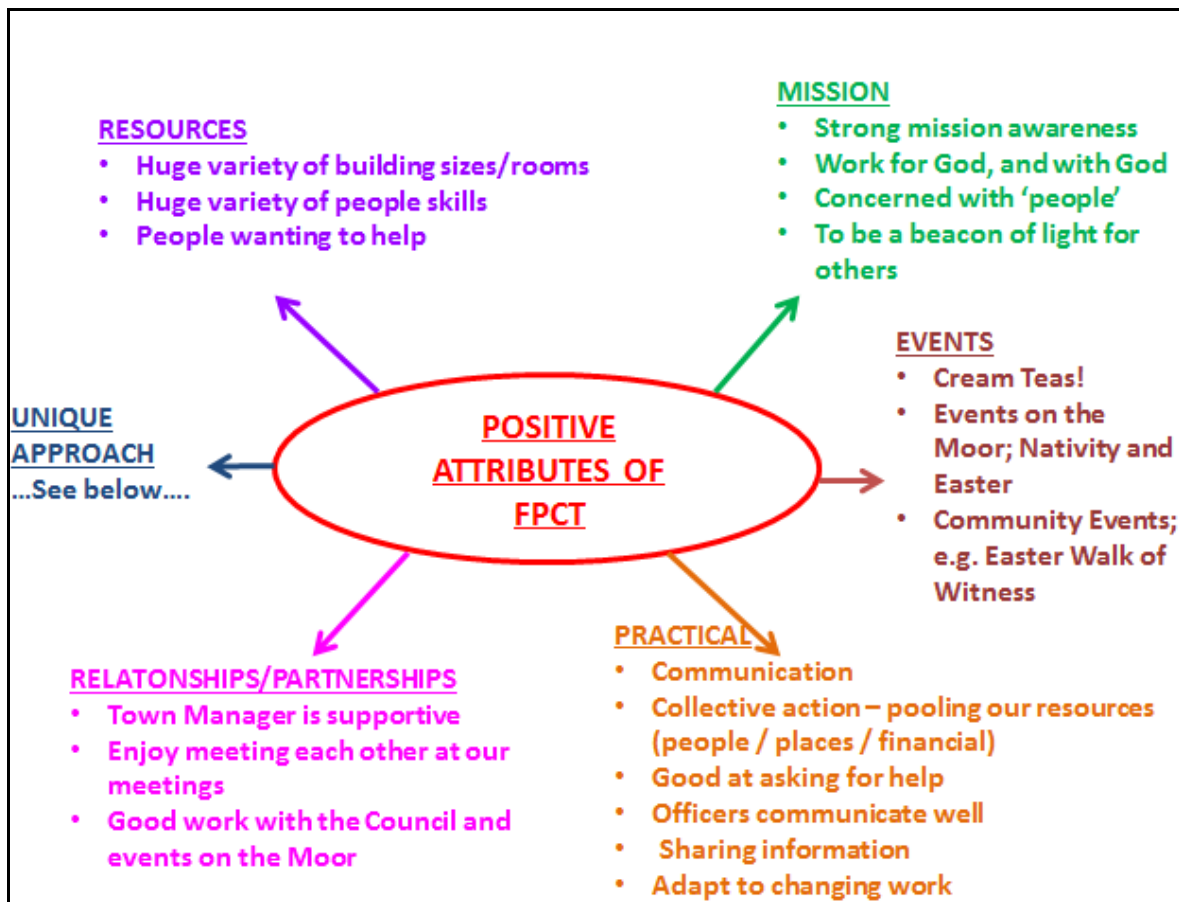 RESOURCES
• Huge variety of building sizes/rooms
• Huge variety of people skills
• People wanting to help
MISSION
• Strong mission awareness
• Work for God, and with God
• Concerned with ‘people’
• To be a beacon of light for
others
EVENTS
• Cream Teas!
• Events on the
Moor; Nativity and
Easter
• Community Events;
e.g. Easter Walk of
Witness
UNIQUE
APPROACH
...See below....
POSITIVE
ATTRIBUTES OF
FPCT
RELATONSHIPS/PARTNERSHIPS
• Town Manager is supportive
• Enjoy meeting each other at our
meetings
• Good work with the Council and
events on the Moor
PRACTICAL
• Communication
• Collective action – pooling our resources
(people / places / financial)
• Good at asking for help
• Officers communicate well
• Sharing information
• Adapt to changing work